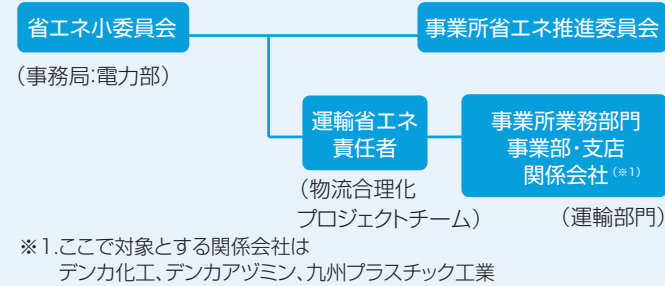 省エネ小委員会
事業所省エネ推進委員会
（事務局:電力部）
運輸省エネ
責任者
事業所業務部門
事業部・支店
関係会社（※1）
（物流合理化
プロジェクトチーム）
（運輸部門）
※1.ここで対象とする関係会社は
デンカ化工、デンカアヅミン、九州プラスチック工業